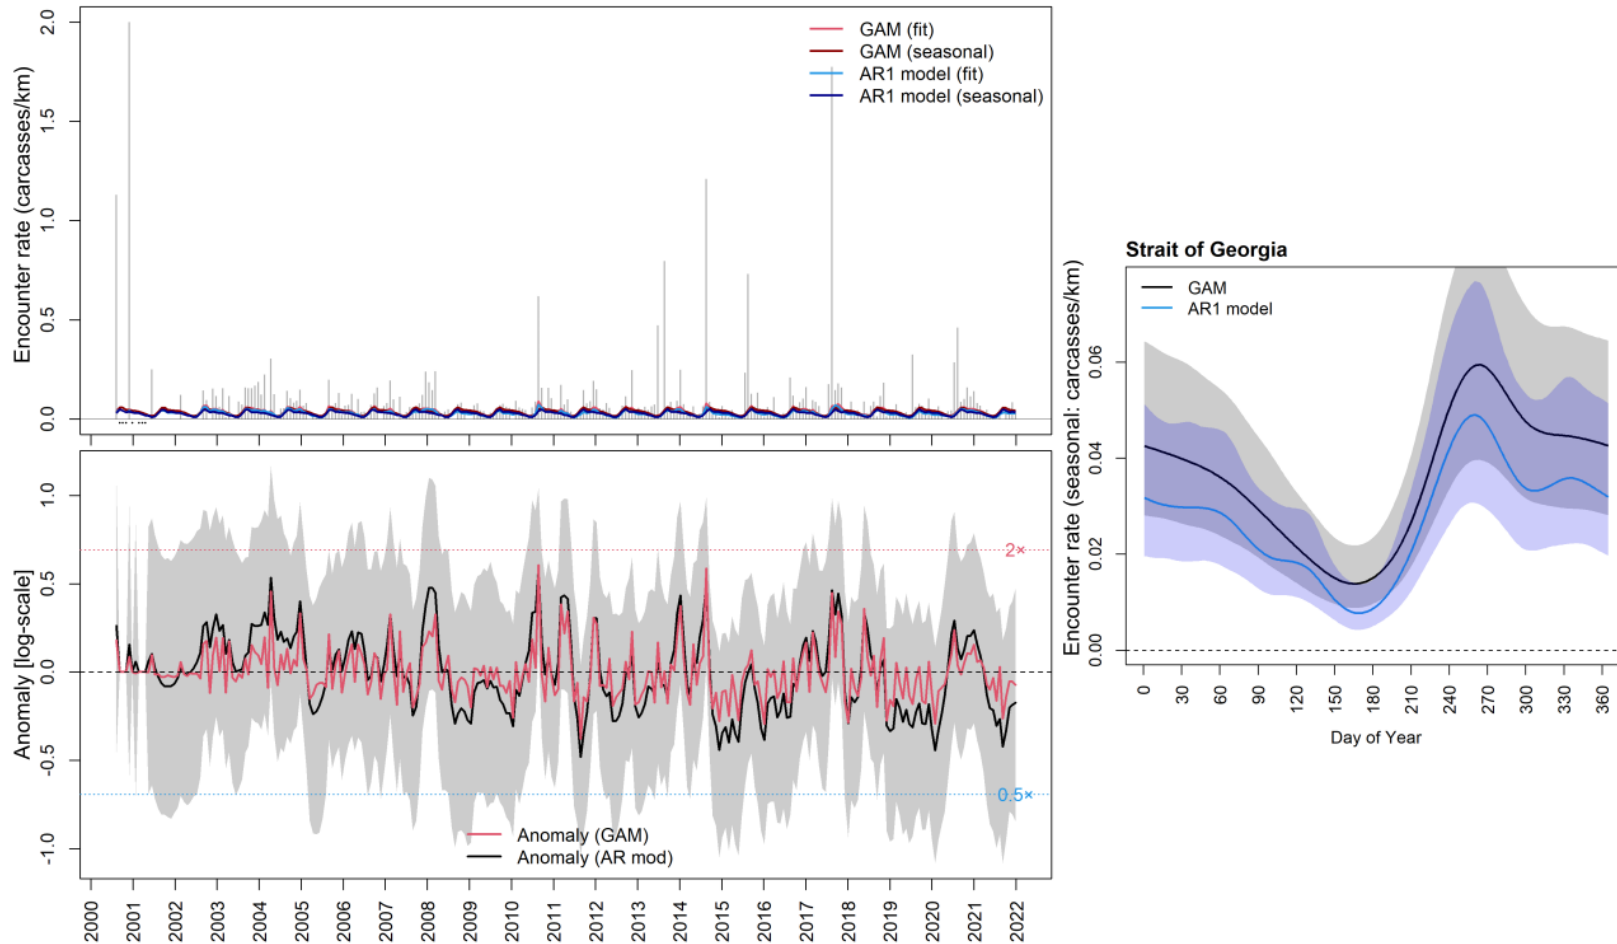 Encounter rate (carcasses/km)
2.0
1.5
1.0
0.5
0.0
GAM (fit)
GAM (seasonal)
AR1 model (fit)
AR1 model (seasonal)
Anomaly [log-scale]
1.0
0.5
0.0
-0.5
-1.0
2×
0.5×
Anomaly (GAM)
Anomaly (AR mod)
2000 2001 2002 2003 2004 2005 2006 2007 2008 2009 2010 2011 2012 2013 2014 2015 2016 2017 2018 2019 2020 2021 2022
Strait of Georgia
GAM
AR1 model
Encounter rate (seasonal: carcasses/km)
0.06
0.04
0.02
0.00
0 30 60 90 120 150 180 210 240 270 300 330 360
Day of Year